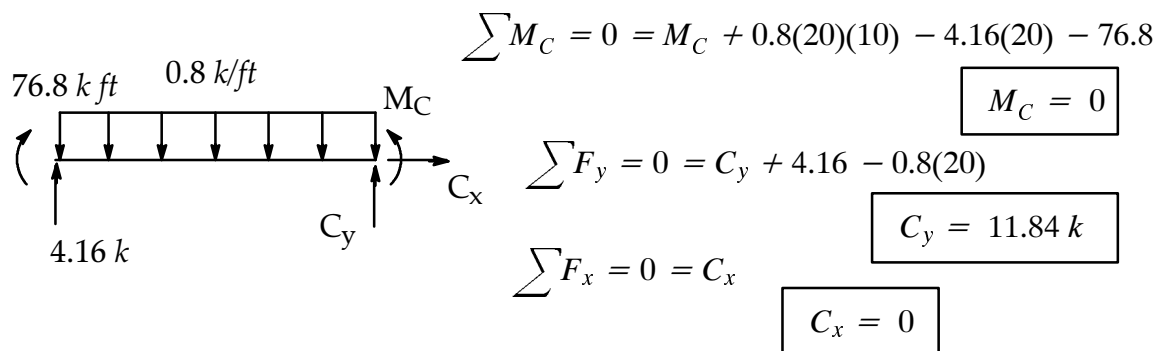 ∑M_C = 0 = M_C + 0.8(20)(10) − 4.16(20) − 76.8
76.8 k ft
0.8 k/ft
M_C
M_C = 0
∑F_y = 0 = C_y + 4.16 − 0.8(20)
C_x
C_y
C_y = 11.84 k
4.16 k
∑F_x = 0 = C_x
C_x = 0